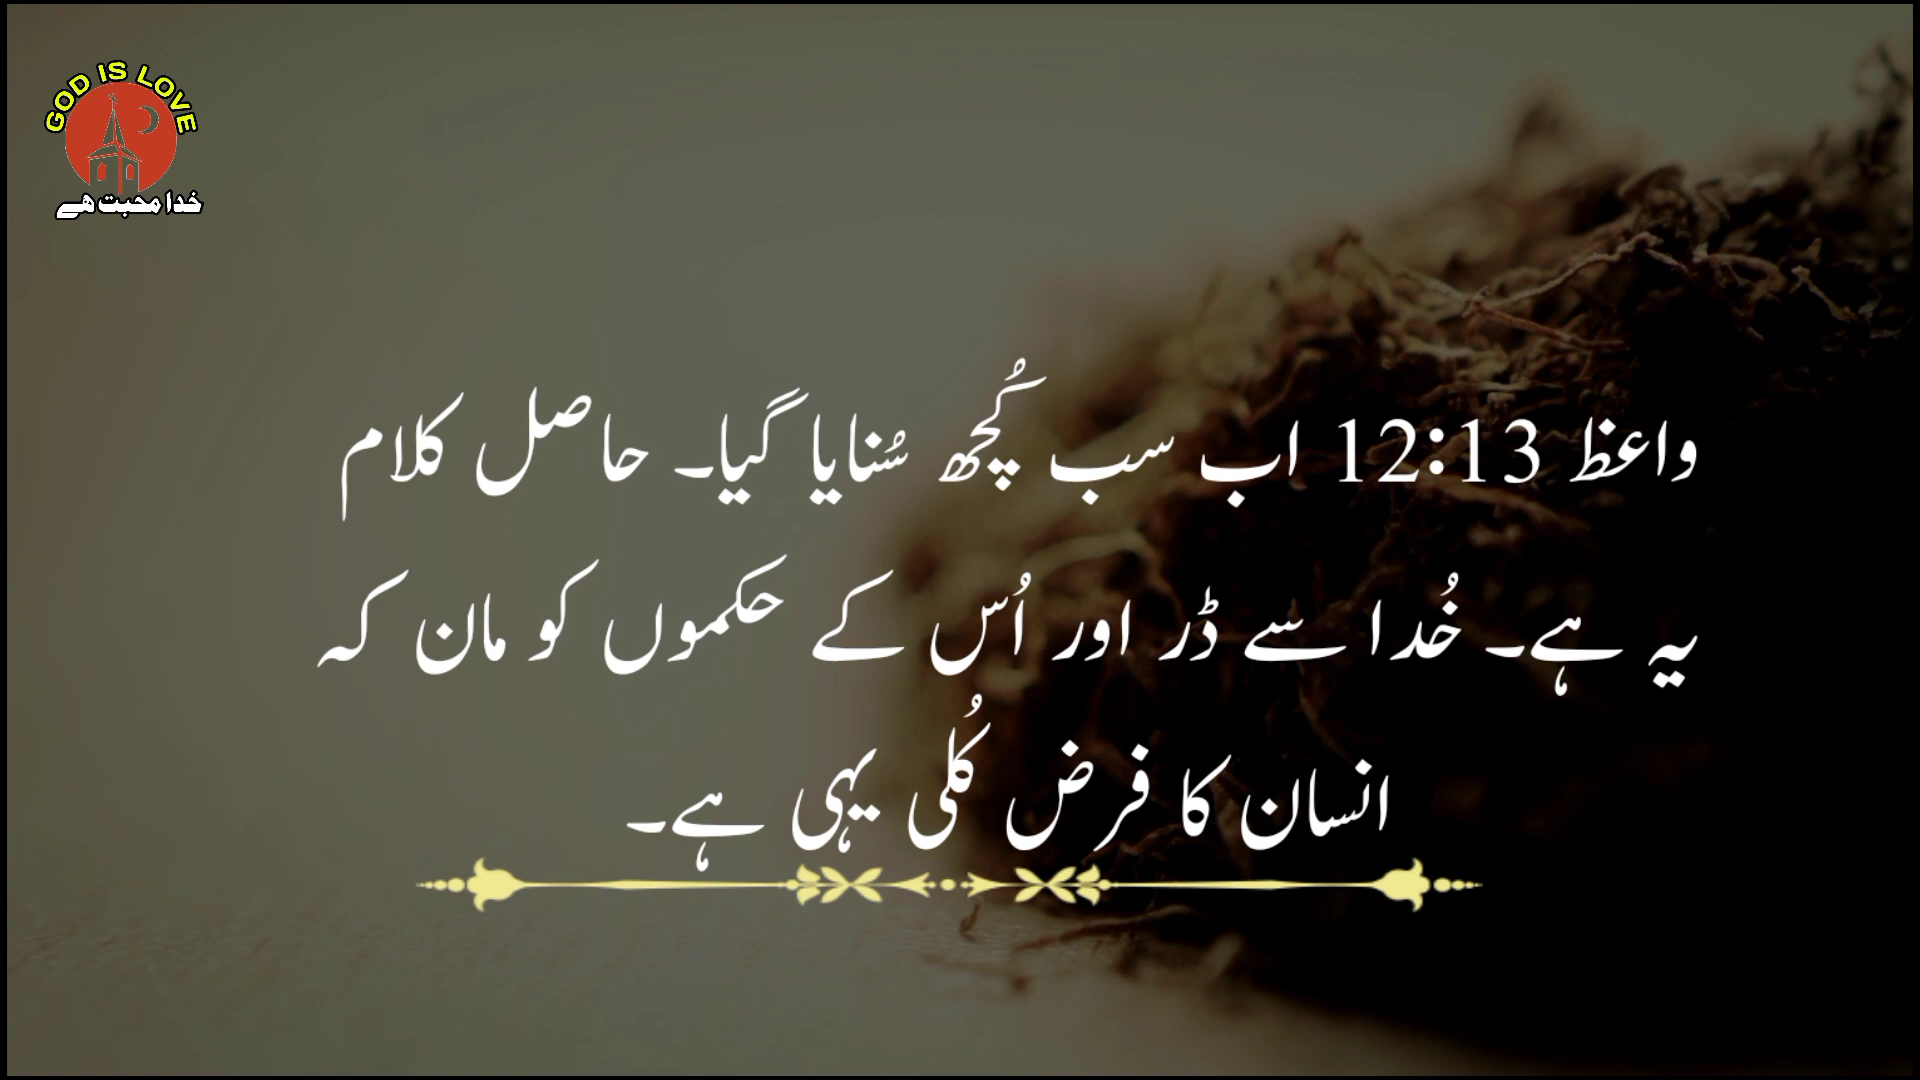 GOD IS LOVE
خدا محبت ھے
واعظ 12:13 اب سب کُچھ سُنایا گیا۔ حاصل کلام
یہ ہے۔ خُدا سے ڈر اور اُس کے حکموں کو مان کہ
انسان کا فرض کُلی یہی ہے۔